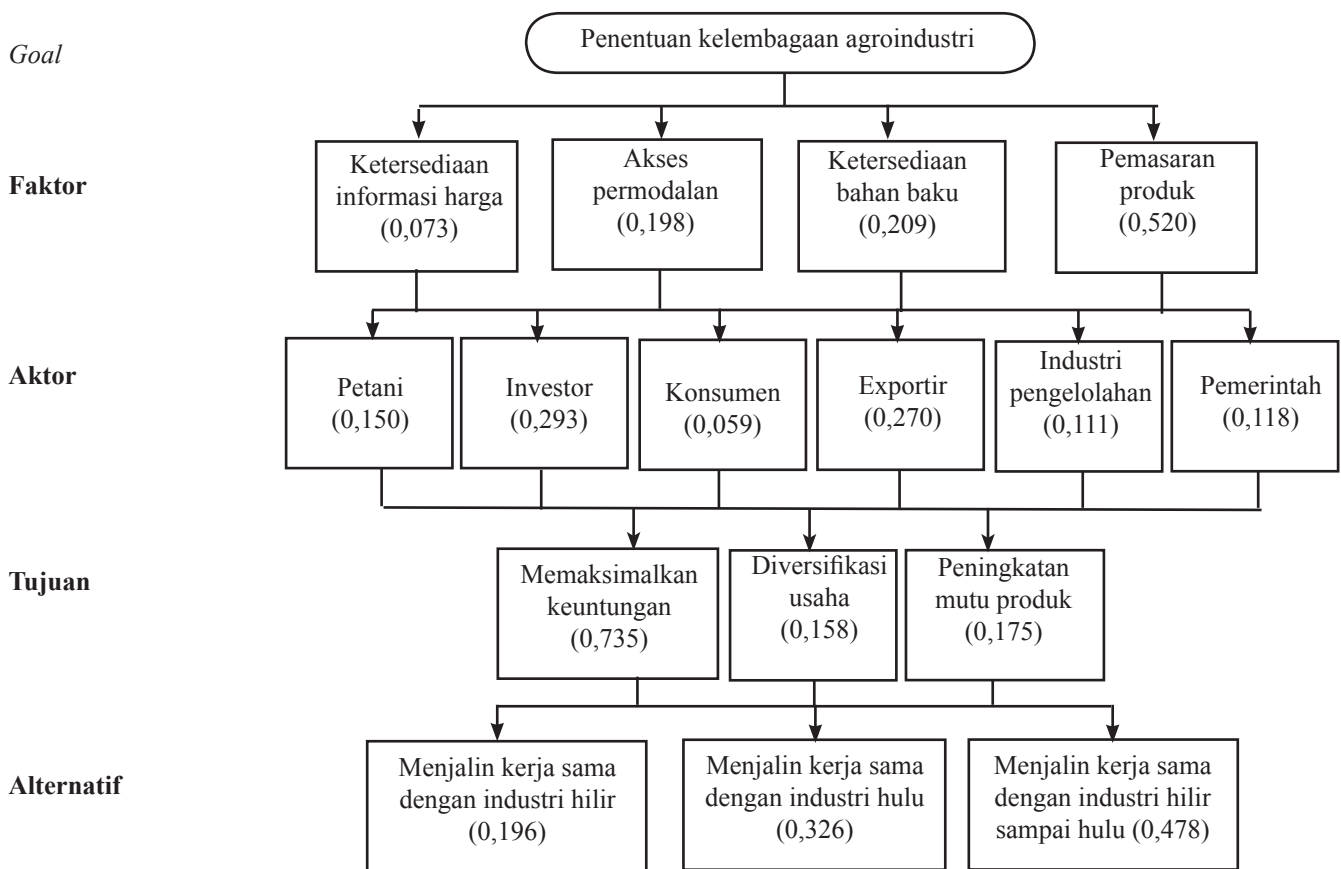 Goal
Penentuan kelembagaan agroindustri
Faktor
Ketersediaan
informasi harga
(0,073)
Akses
permodalan
(0,198)
Ketersediaan
bahan baku
(0,209)
Pemasaran
produk
(0,520)
Aktor
Petani
(0,150)
Investor
(0,293)
Konsumen
(0,059)
Exportir
(0,270)
Industri
pengelolahan
(0,111)
Pemerintah
(0,118)
Tujuan
Memaksimalkan
keuntungan
(0,735)
Diversifikasi
usaha
(0,158)
Peningkatan
mutu produk
(0,175)
Alternatif
Menjalin kerja sama
dengan industri hilir
(0,196)
Menjalin kerja sama
dengan industri hulu
(0,326)
Menjalin kerja sama
dengan industri hilir
sampai hulu (0,478)